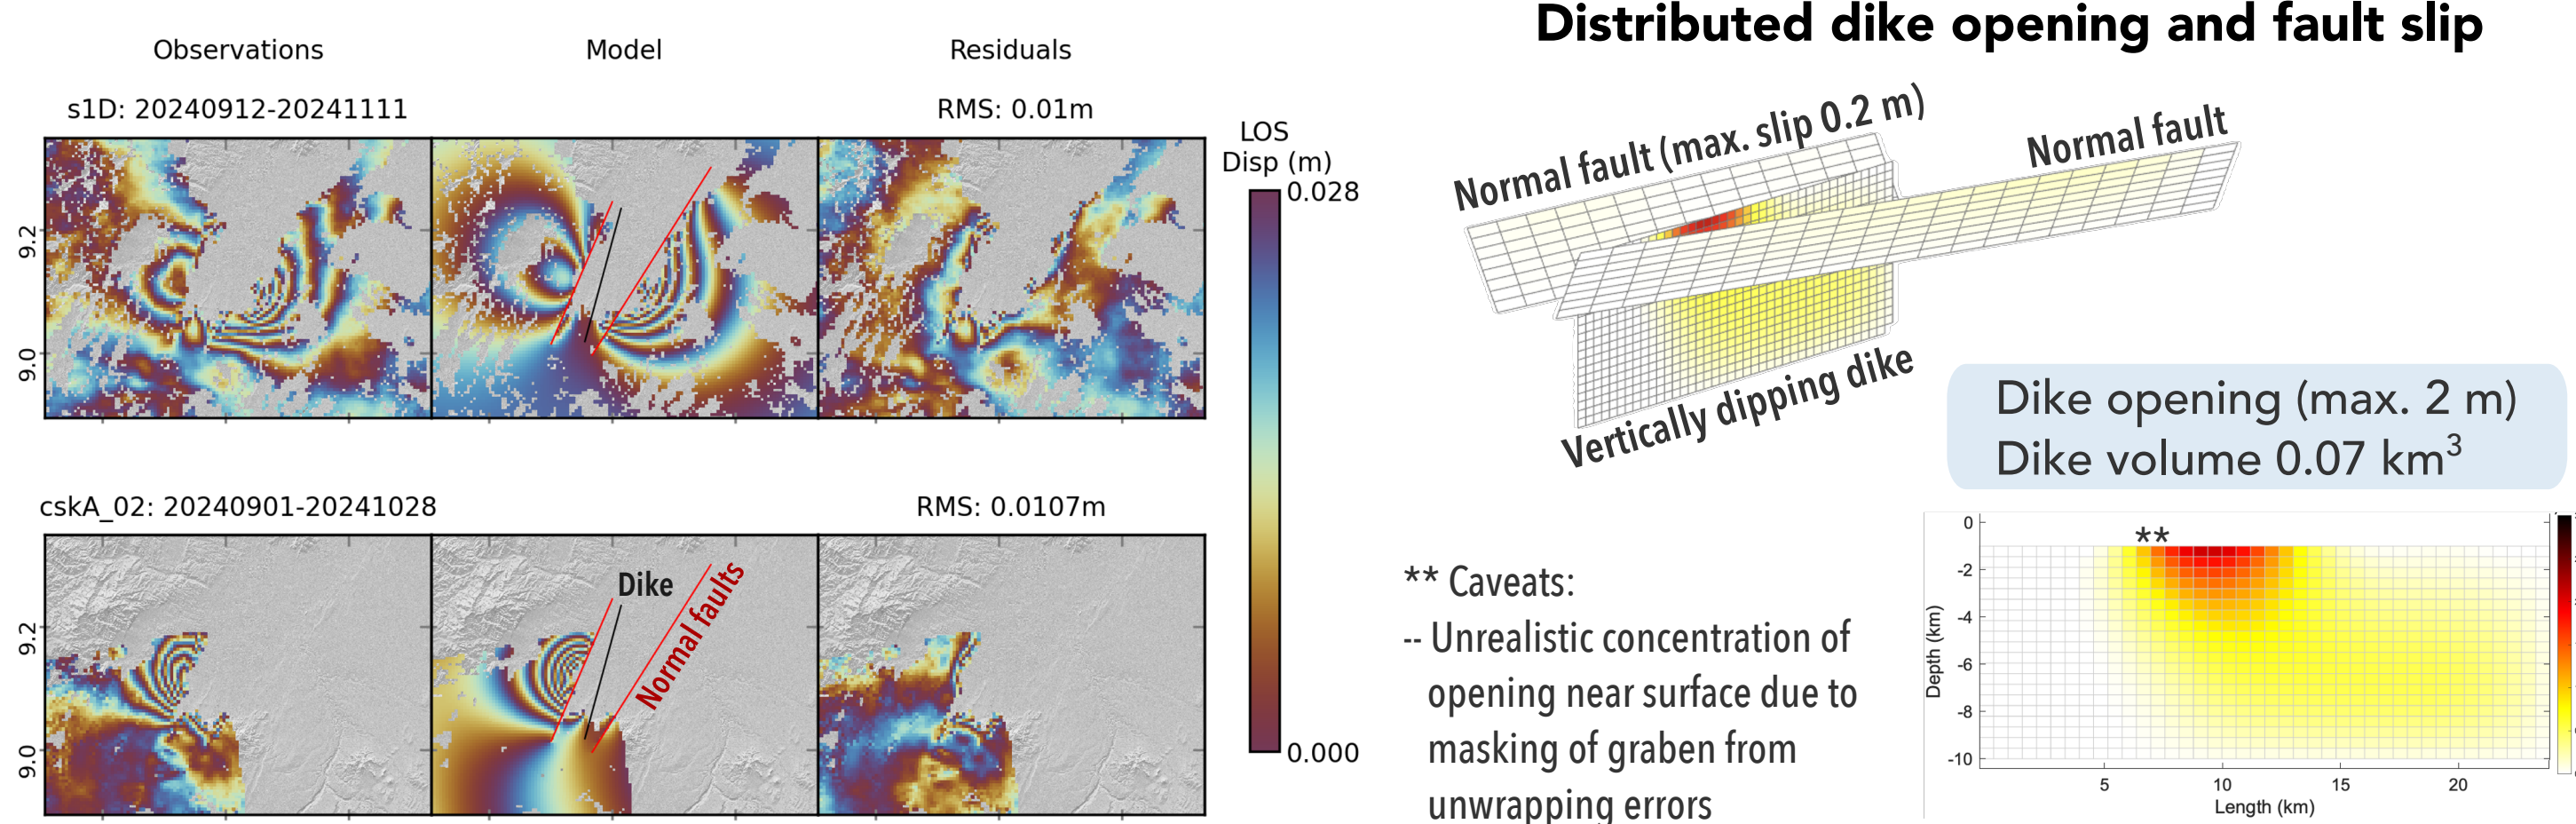 Distributed dike opening and fault slip
Observations
Model
Residuals
s1D: 20240912-20241111
RMS: 0.01m
9.2
9.0
LOS
Disp (m)
0.028
0.000
cskA_02: 20240901-20241028
RMS: 0.0107m
9.2
9.0
Dike
Normal faults
Normal fault (max. slip 0.2 m)
Normal fault
Vertically dipping dike
Dike opening (max. 2 m)
Dike volume 0.07 km³
** Caveats:
-- Unrealistic concentration of
opening near surface due to
masking of graben from
unwrapping errors
**
0
-2
-4
-6
-8
-10
Depth (km)
5
10
15
20
Length (km)